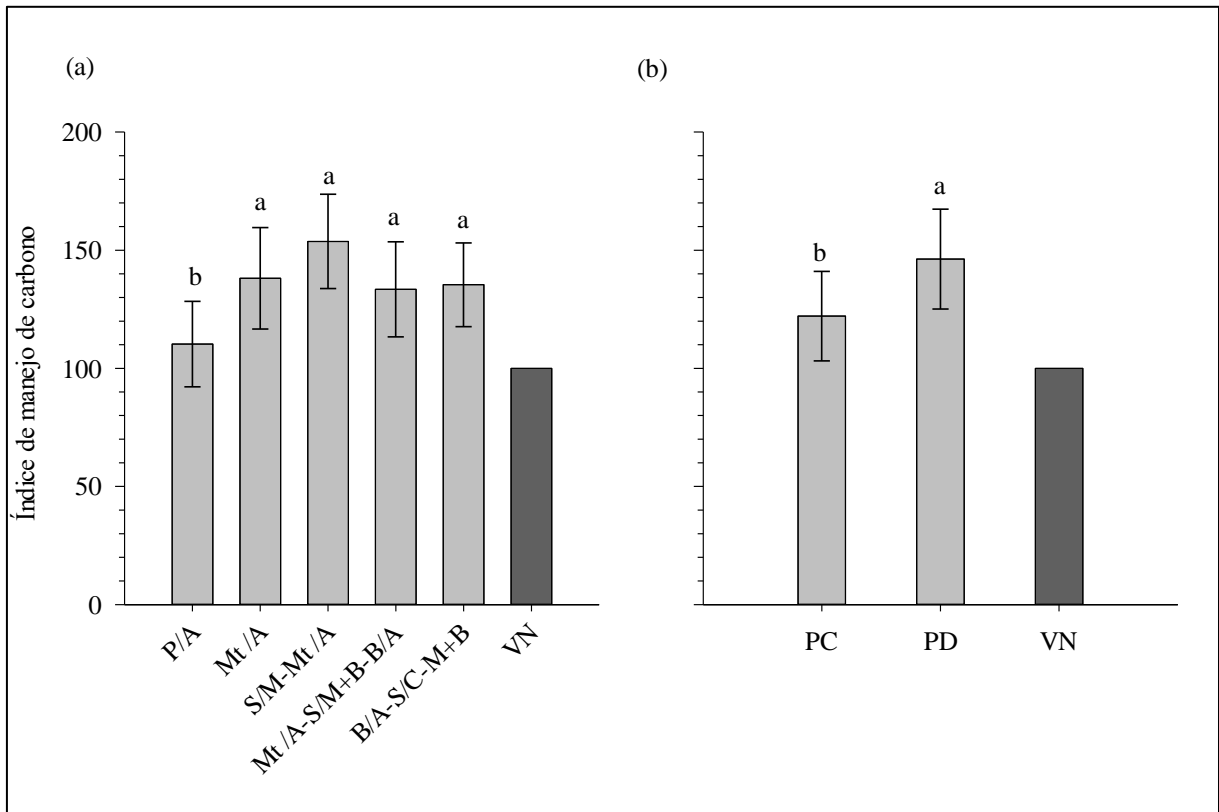 (a)
(b)
Índice de manejo de carbono
200
150
100
50
0
b
a
a
a
a
b
a
P/A
Mt /A
S/M-Mt /A
Mt /A-S/M+B-B/A
B/A-S/C-M+B
VN
PC
PD
VN